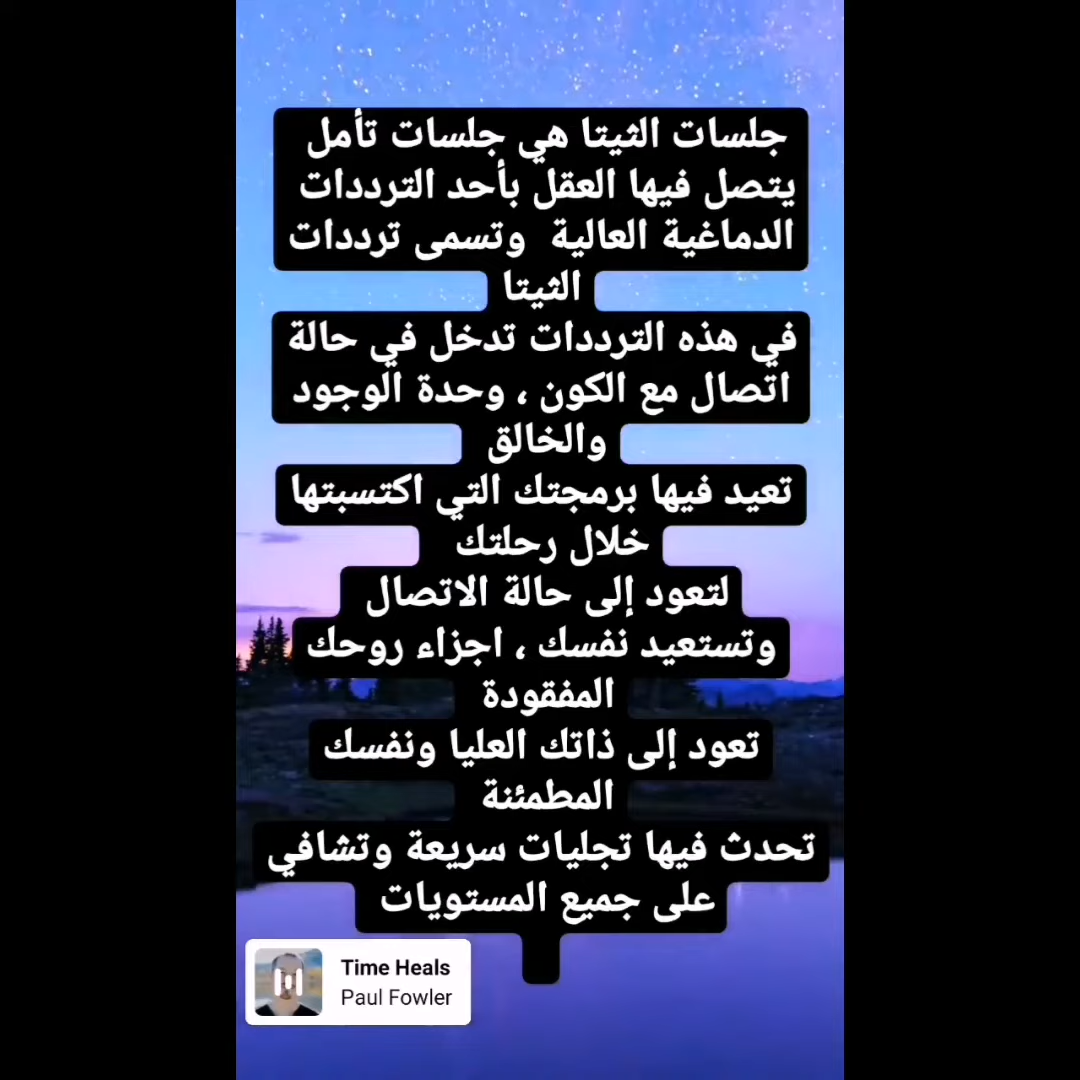 جلسات الثيتا هي جلسات تأمل
يتصل فيها العقل بأحد الترددات
الدماغية العالية وتسمى ترددات
الثيتا
في هذه الترددات تدخل في حالة
اتصال مع الكون ، وحدة الوجود
والخالق
تعيد فيها برمجتك التي اكتسبتها
خلال رحلتك
لتعود إلى حالة الاتصال
وتستعيد نفسك ، اجزاء روحك
المفقودة
تعود إلى ذاتك العليا ونفسك
المطمئنة
تحدث فيها تجليات سريعة وتشافي
على جميع المستويات
Time Heals
Paul Fowler